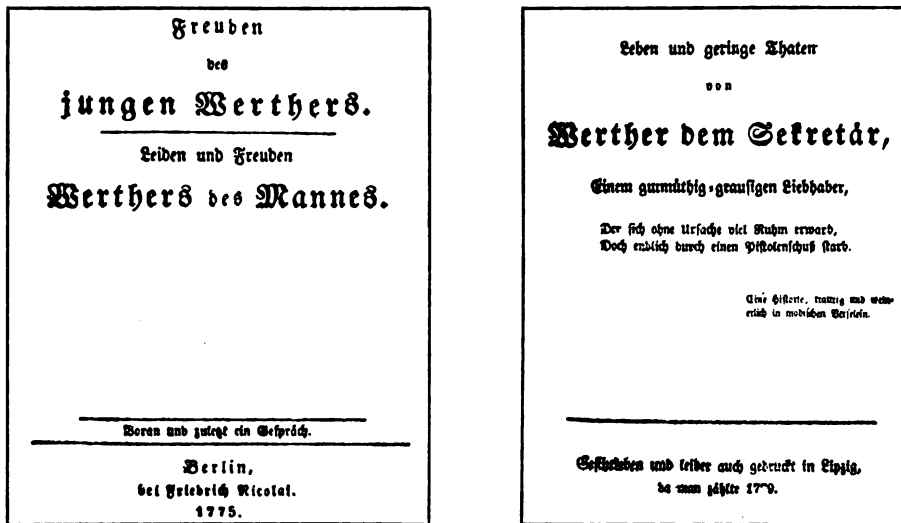 Freuden
des
jungen Werthers.
Leiden und Freuden
Werthers des Mannes.
Voran und zuletzt ein Gespräch.
Berlin,
bei Friedrich Nicolai.
1775.
Leben und geringe Thaten
von
Werther dem Sekretär,
Einem gutmüthig-grausigen Liebhaber,
Der sich ohne Ursache viel Ruhm erwarb,
Doch endlich durch einen Pistolenschuß starb.
Eine Historie, traurig und wein-
erlich in modischen Verselein.
Geschrieben und leider auch gedruckt in Lipzig,
da man zählte 1779.